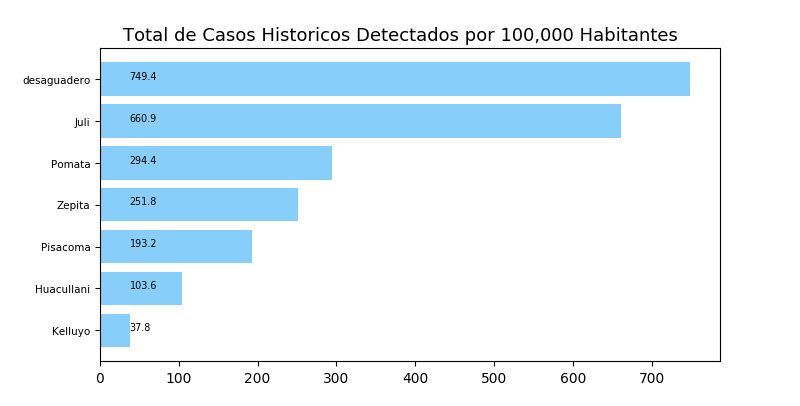 Total de Casos Historicos Detectados por 100,000 Habitantes
desaguadero 749.4
Juli 660.9
Pomata 294.4
Zepita 251.8
Pisacoma 193.2
Huacullani 103.6
Kelluyo 37.8
0 100 200 300 400 500 600 700